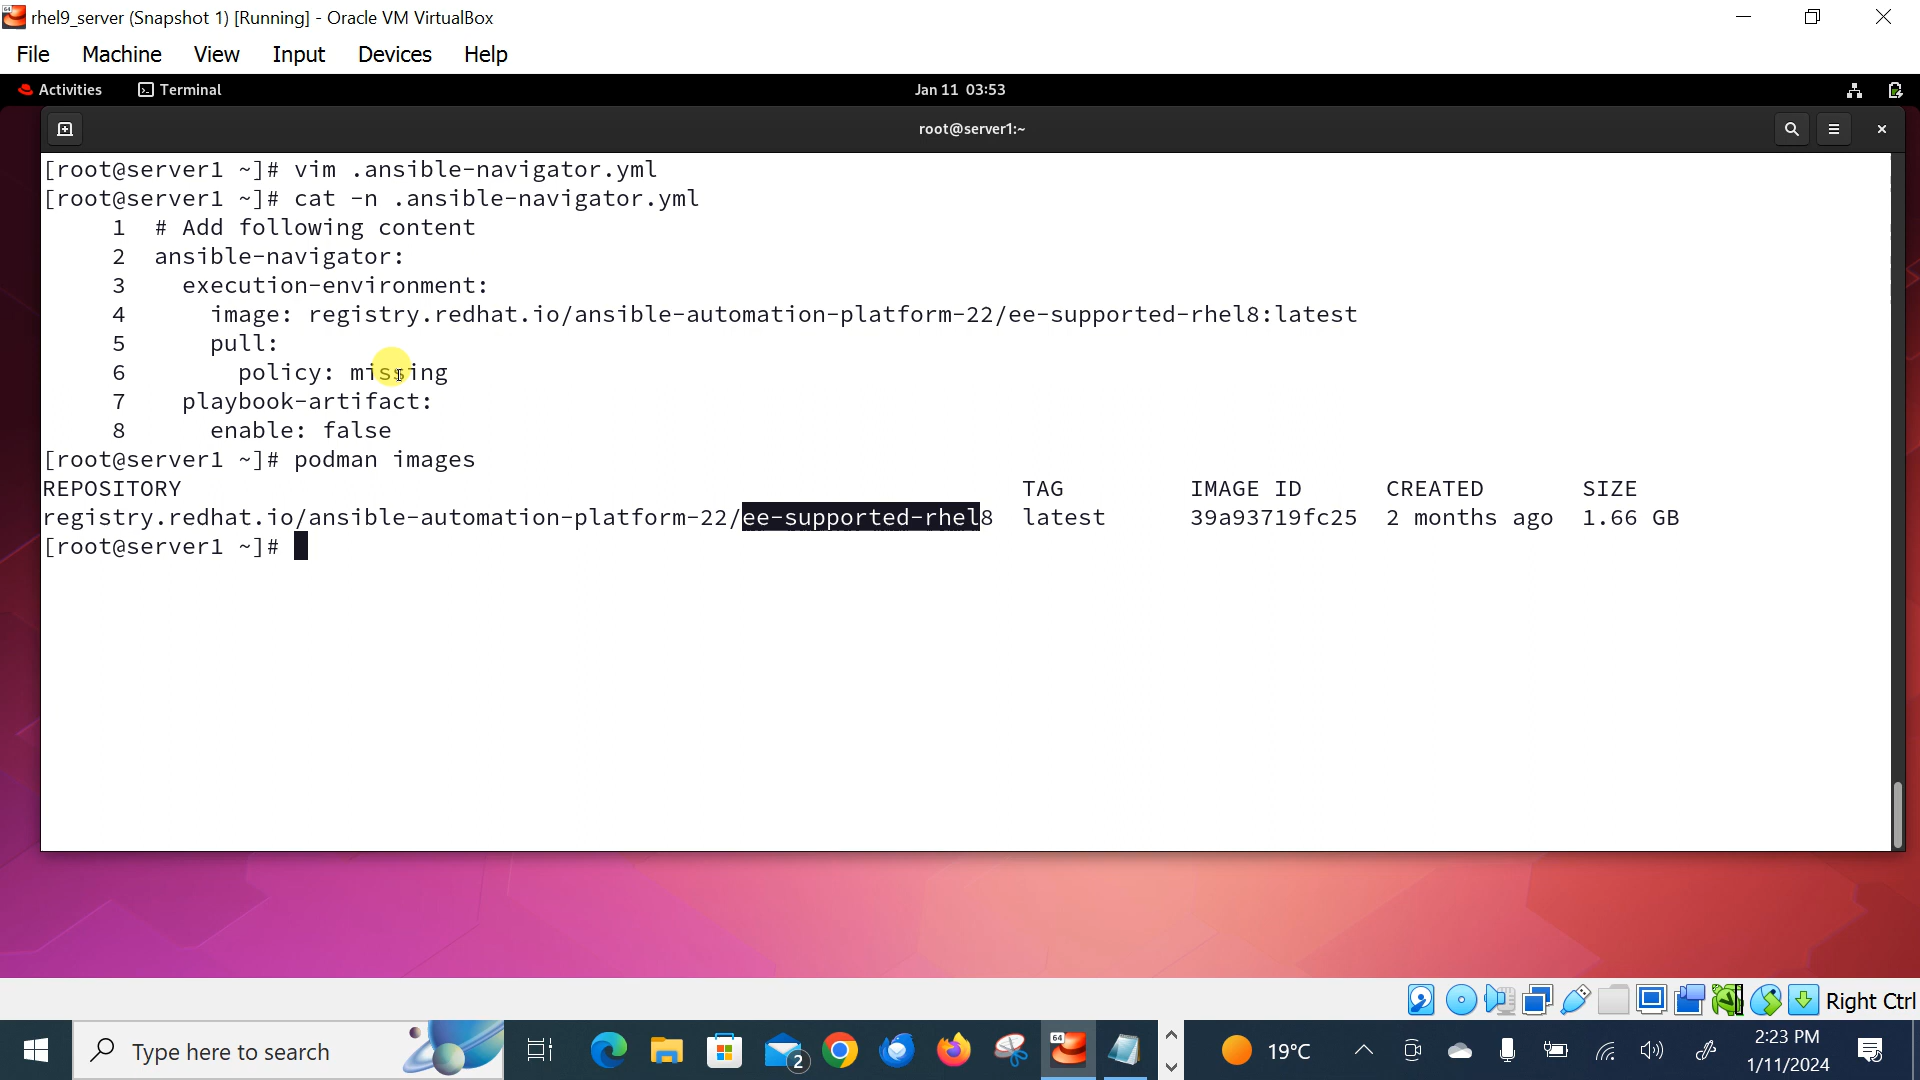 rhel9_server (Snapshot 1) [Running] - Oracle VM VirtualBox
File Machine View Input Devices Help
Activities Terminal Jan 11 03:53
root@server1:~
[root@server1 ~]# vim .ansible-navigator.yml
[root@server1 ~]# cat -n .ansible-navigator.yml
1 # Add following content
2 ansible-navigator:
3   execution-environment:
4     image: registry.redhat.io/ansible-automation-platform-22/ee-supported-rhel8:latest
5     pull:
6       policy: missing
7   playbook-artifact:
8     enable: false
[root@server1 ~]# podman images
REPOSITORY TAG IMAGE ID CREATED SIZE
registry.redhat.io/ansible-automation-platform-22/ee-supported-rhel8 latest 39a93719fc25 2 months ago 1.66 GB
[root@server1 ~]#
Right Ctrl
Type here to search
2
64
19°C
2:23 PM
1/11/2024